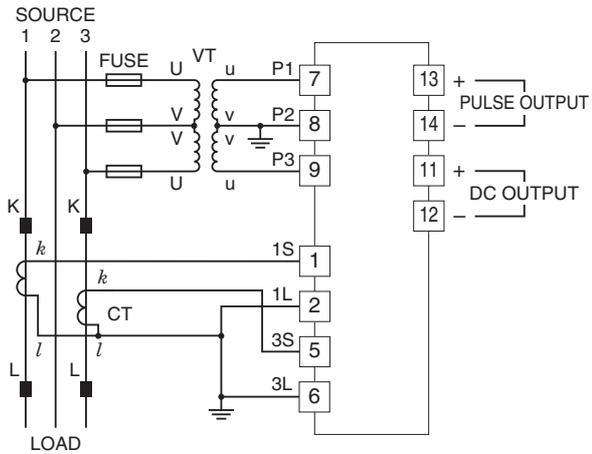 SOURCE
1 2 3
FUSE VT
U u P1 7 13 +
PULSE OUTPUT
V v P2 8 14 −
V v
U u P3 9 11 +
DC OUTPUT
12 −
K K
k 1S 1
k 1L 2
CT
l l 3S 5
L L 3L 6
LOAD